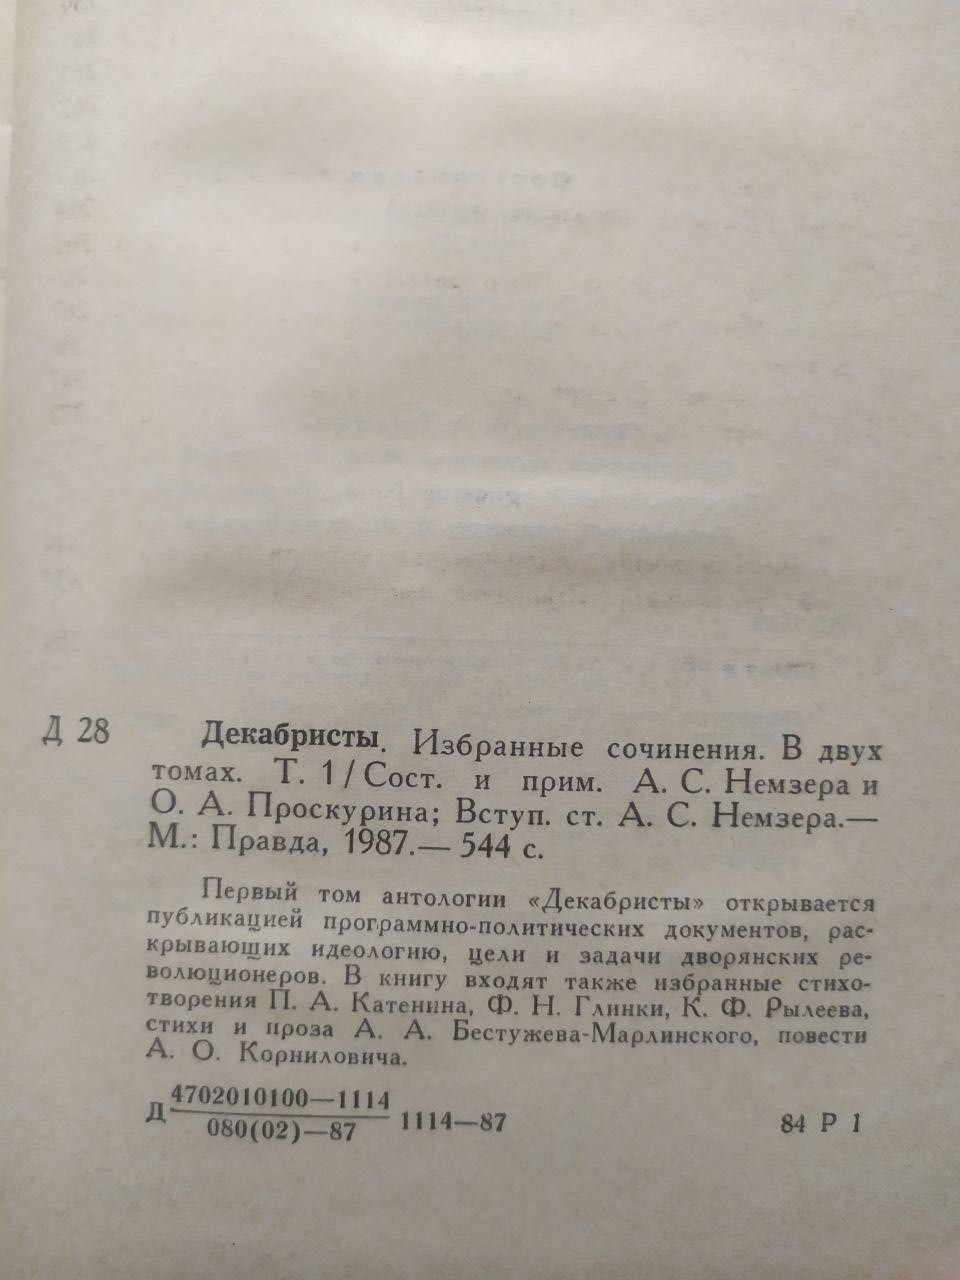 Д 28 Декабристы. Избранные сочинения. В двух
томах. Т. 1 / Сост. и прим. А. С. Немзера и
О. А. Проскурина; Вступ. ст. А. С. Немзера.—
М.: Правда, 1987.— 544 с.
Первый том антологии «Декабристы» открывается
публикацией программно-политических документов, рас-
крывающих идеологию, цели и задачи дворянских ре-
волюционеров. В книгу входят также избранные стихо-
творения П. А. Катенина, Ф. Н. Глинки, К. Ф. Рылеева,
стихи и проза А. А. Бестужева-Марлинского, повести
А. О. Корниловича.
Д 4702010100—1114
080(02)—87 1114—87 84 Р 1